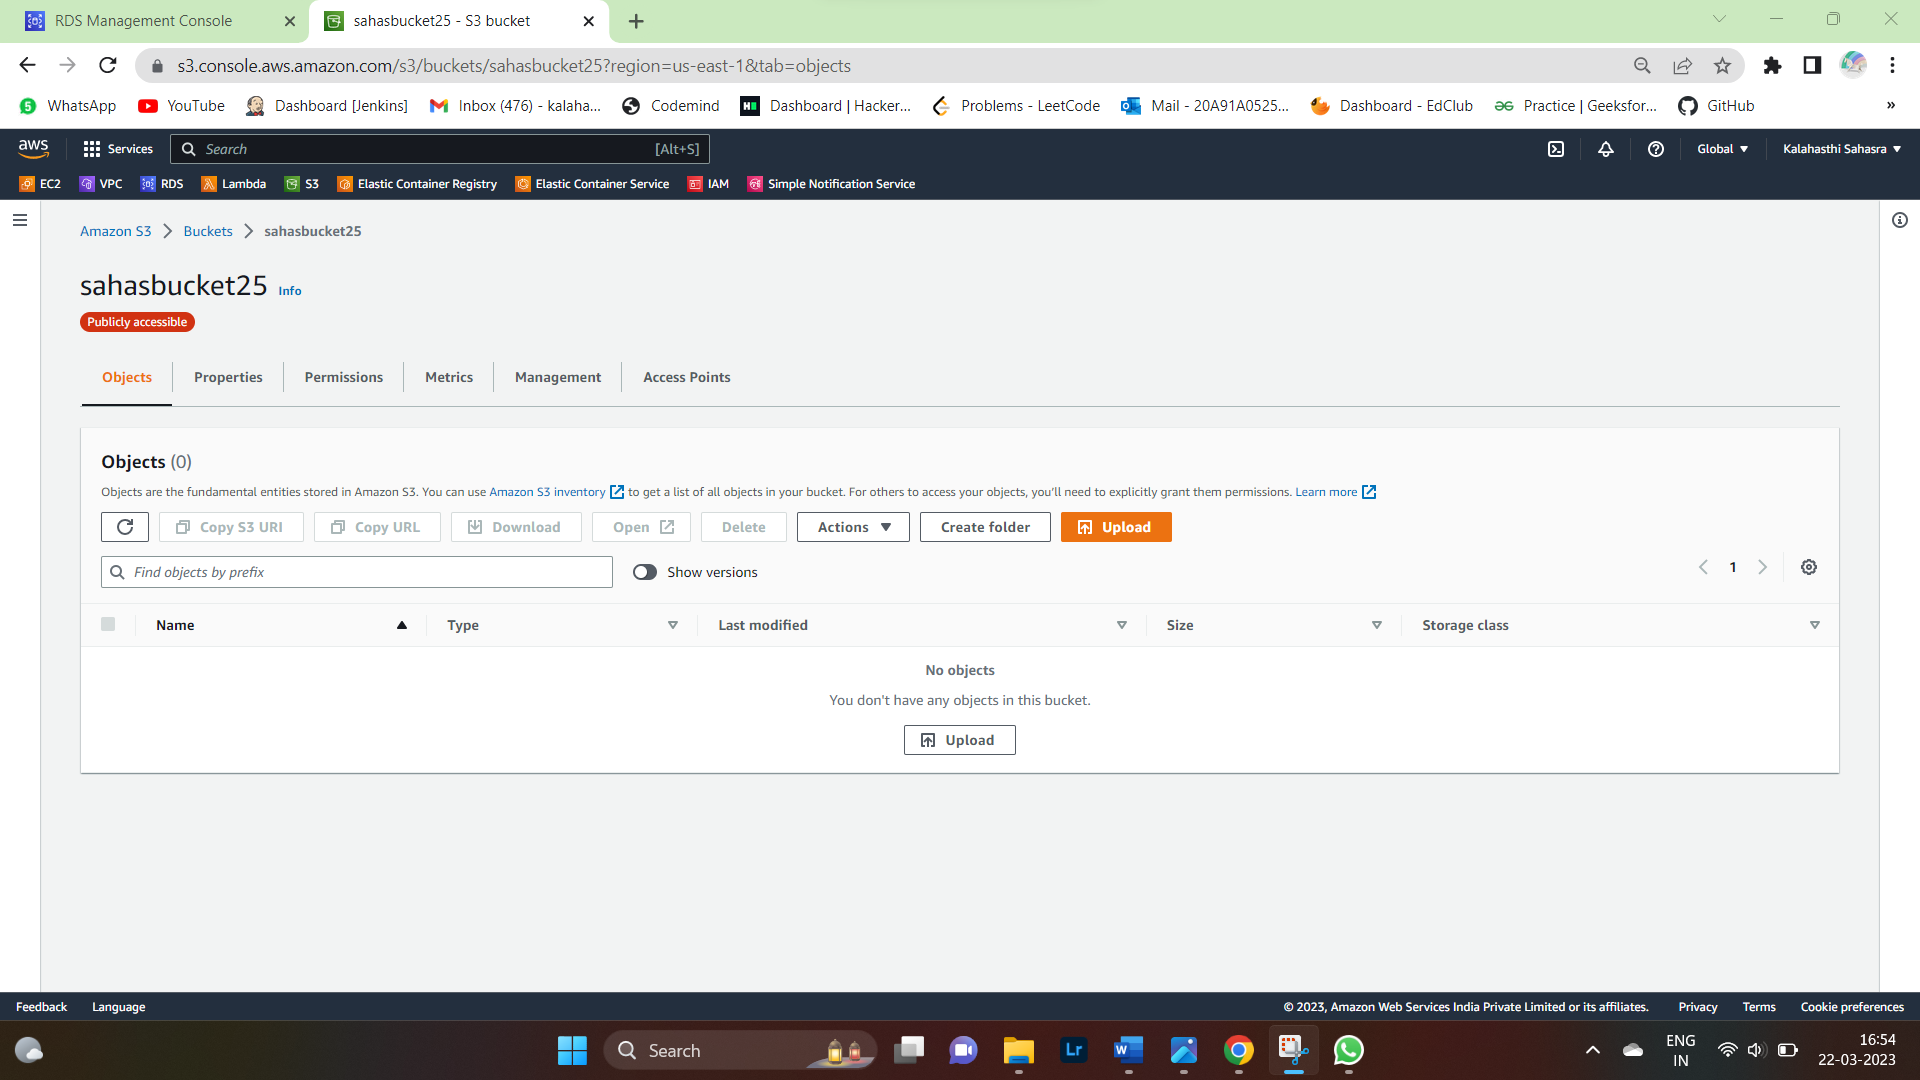 RDS Management Console
sahasbucket25 - S3 bucket
s3.console.aws.amazon.com/s3/buckets/sahasbucket25?region=us-east-1&tab=objects
5 WhatsApp YouTube Dashboard [Jenkins] Inbox (476) - kalaha... Codemind Dashboard | Hacker... Problems - LeetCode Mail - 20A91A0525... Dashboard - EdClub Practice | Geeksfor... GitHub »
aws Services Search [Alt+S] Global Kalahasthi Sahasra
EC2 VPC RDS Lambda S3 Elastic Container Registry Elastic Container Service IAM Simple Notification Service
Amazon S3 Buckets sahasbucket25
sahasbucket25 Info
Publicly accessible
Objects Properties Permissions Metrics Management Access Points
Objects (0)
Objects are the fundamental entities stored in Amazon S3. You can use Amazon S3 inventory to get a list of all objects in your bucket. For others to access your objects, you'll need to explicitly grant them permissions. Learn more
Copy S3 URI Copy URL Download Open Delete Actions Create folder Upload
Find objects by prefix Show versions 1
Name Type Last modified Size Storage class
No objects
You don't have any objects in this bucket.
Upload
Feedback Language © 2023, Amazon Web Services India Private Limited or its affiliates. Privacy Terms Cookie preferences
Search Lr W ENG IN 16:54
22-03-2023